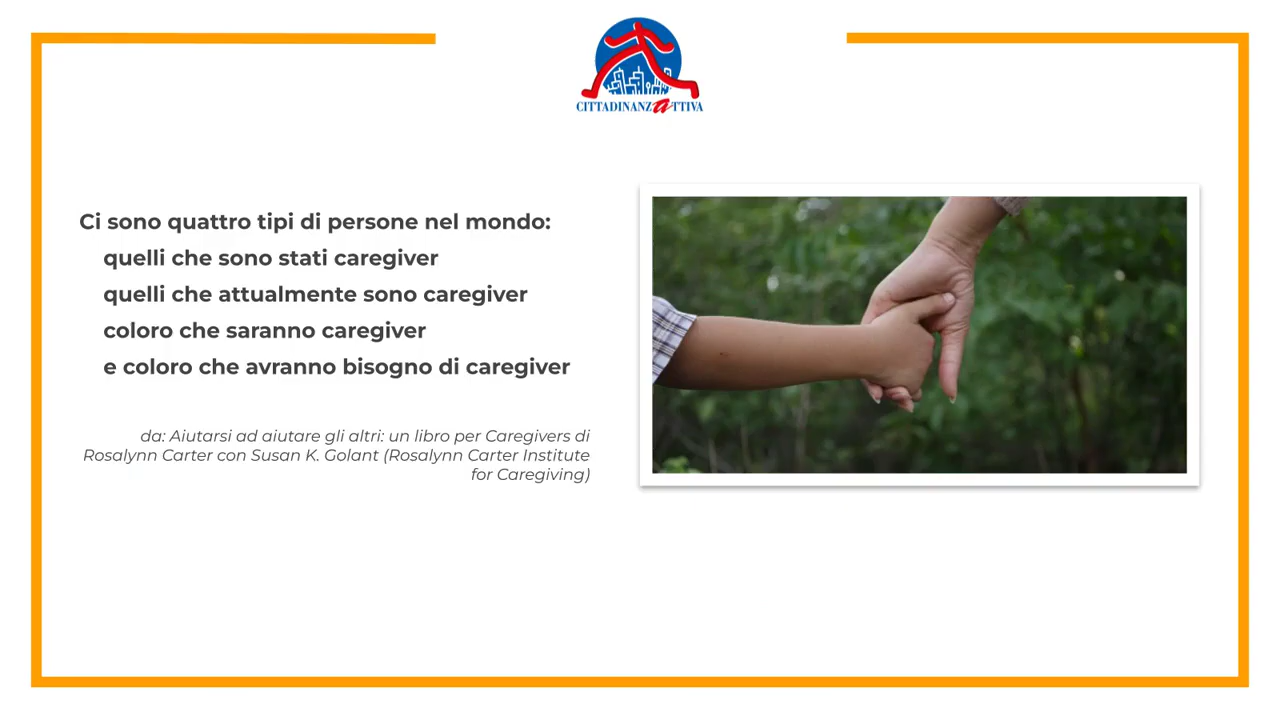 CITTADINANZATTIVA
Ci sono quattro tipi di persone nel mondo:
quelli che sono stati caregiver
quelli che attualmente sono caregiver
coloro che saranno caregiver
e coloro che avranno bisogno di caregiver
da: Aiutarsi ad aiutare gli altri: un libro per Caregivers di
Rosalynn Carter con Susan K. Golant (Rosalynn Carter Institute
for Caregiving)